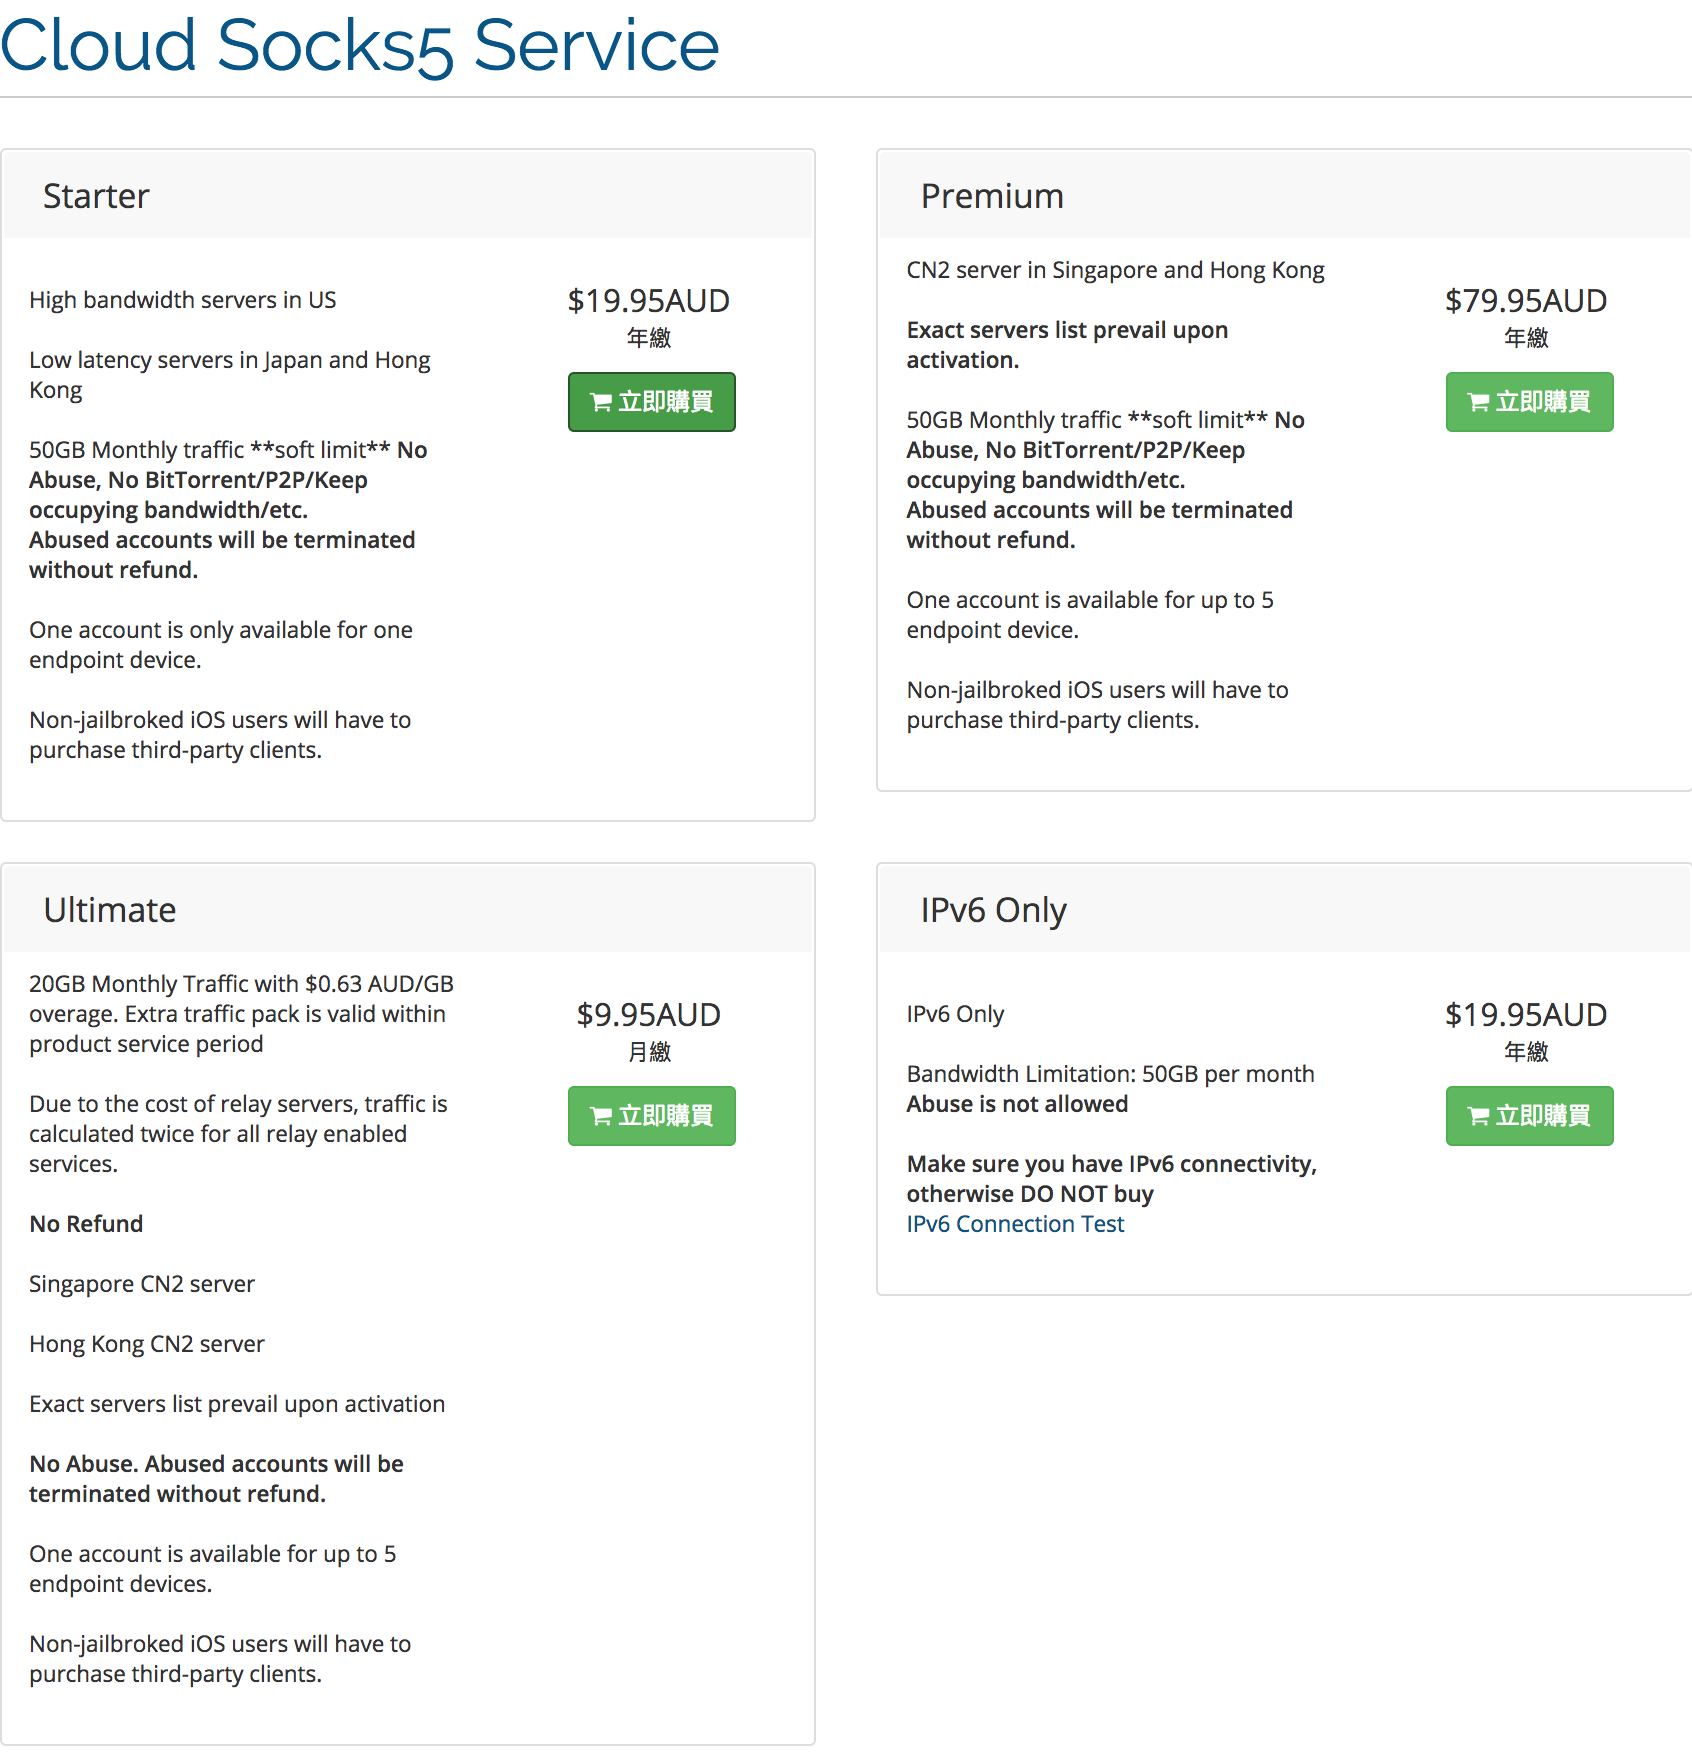 Cloud Socks5 Service
Starter
High bandwidth servers in US
Low latency servers in Japan and Hong
Kong
50GB Monthly traffic **soft limit** No
Abuse, No BitTorrent/P2P/Keep
occupying bandwidth/etc.
Abused accounts will be terminated
without refund.
One account is only available for one
endpoint device.
Non-jailbroked iOS users will have to
purchase third-party clients.
$19.95AUD
年繳
立即購買
Premium
CN2 server in Singapore and Hong Kong
Exact servers list prevail upon
activation.
50GB Monthly traffic **soft limit** No
Abuse, No BitTorrent/P2P/Keep
occupying bandwidth/etc.
Abused accounts will be terminated
without refund.
One account is available for up to 5
endpoint device.
Non-jailbroked iOS users will have to
purchase third-party clients.
$79.95AUD
年繳
立即購買
Ultimate
20GB Monthly Traffic with $0.63 AUD/GB
overage. Extra traffic pack is valid within
product service period
Due to the cost of relay servers, traffic is
calculated twice for all relay enabled
services.
No Refund
Singapore CN2 server
Hong Kong CN2 server
Exact servers list prevail upon activation
No Abuse. Abused accounts will be
terminated without refund.
One account is available for up to 5
endpoint devices.
Non-jailbroked iOS users will have to
purchase third-party clients.
$9.95AUD
月繳
立即購買
IPv6 Only
IPv6 Only
Bandwidth Limitation: 50GB per month
Abuse is not allowed
Make sure you have IPv6 connectivity,
otherwise DO NOT buy
IPv6 Connection Test
$19.95AUD
年繳
立即購買